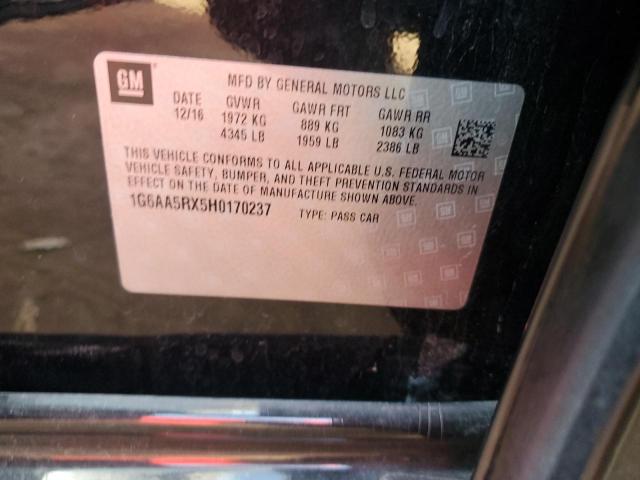 GM
MFD BY GENERAL MOTORS LLC
DATE GVWR GAWR FRT GAWR RR
12/16 1972 KG 889 KG 1083 KG
4345 LB 1959 LB 2386 LB
THIS VEHICLE CONFORMS TO ALL APPLICABLE U.S. FEDERAL MOTOR
VEHICLE SAFETY, BUMPER, AND THEFT PREVENTION STANDARDS IN
EFFECT ON THE DATE OF MANUFACTURE SHOWN ABOVE.
1G6AA5RX5H0170237 TYPE: PASS CAR